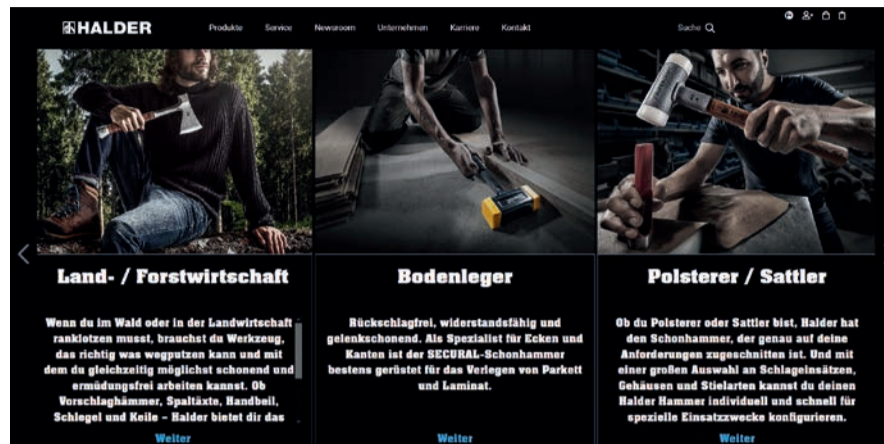 HALDER
Produkte Service Newsroom Unternehmen Karriere Kontakt
Suche
Land- / Forstwirtschaft
Wenn du im Wald oder in der Landwirtschaft
ranklotzen musst, brauchst du Werkzeug,
das richtig was wegputzen kann und mit
dem du gleichzeitig möglichst schonend und
ermüdungsfrei arbeiten kannst. Ob
Vorschlaghämmer, Spaltäxte, Handbeil,
Schlegel und Keile – Halder bietet dir das
Weiter
Bodenleger
Rückschlagfrei, widerstandsfähig und
gelenkschonend. Als Spezialist für Ecken und
Kanten ist der SECURAL-Schonhammer
bestens gerüstet für das Verlegen von Parkett
und Laminat.
Weiter
Polsterer / Sattler
Ob du Polsterer oder Sattler bist, Halder hat
den Schonhammer, der genau auf deine
Anforderungen zugeschnitten ist. Und mit
einer großen Auswahl an Schlageinsätzen,
Gehäusen und Stielarten kannst du deinen
Halder Hammer individuell und schnell für
spezielle Einsatzzwecke konfigurieren.
Weiter